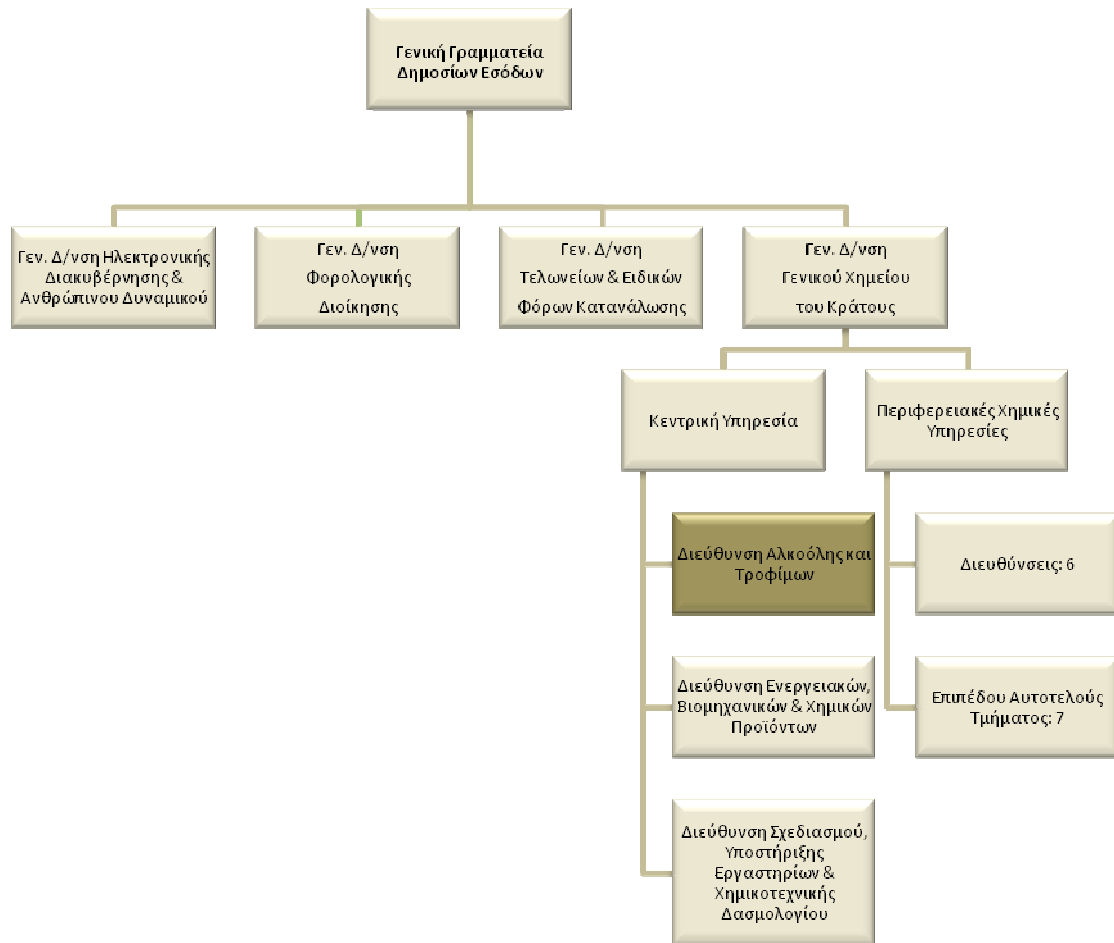 Γενική Γραμματεία
Δημοσίων Εσόδων
Γεν. Δ/νση Ηλεκτρονικής
Διακυβέρνησης &
Ανθρώπινου Δυναμικού
Γεν. Δ/νση
Φορολογικής
Διοίκησης
Γεν. Δ/νση
Τελωνείων & Ειδικών
Φόρων Κατανάλωσης
Γεν. Δ/νση
Γενικού Χημείου
του Κράτους
Κεντρική Υπηρεσία
Περιφερειακές Χημικές
Υπηρεσίες
Διεύθυνση Αλκοόλης και
Τροφίμων
Διευθύνσεις: 6
Διεύθυνση Ενεργειακών,
Βιομηχανικών & Χημικών
Προϊόντων
Επιπέδου Αυτοτελούς
Τμήματος: 7
Διεύθυνση Σχεδιασμού,
Υποστήριξης
Εργαστηρίων &
Χημικοτεχνικής
Δασμολογίου